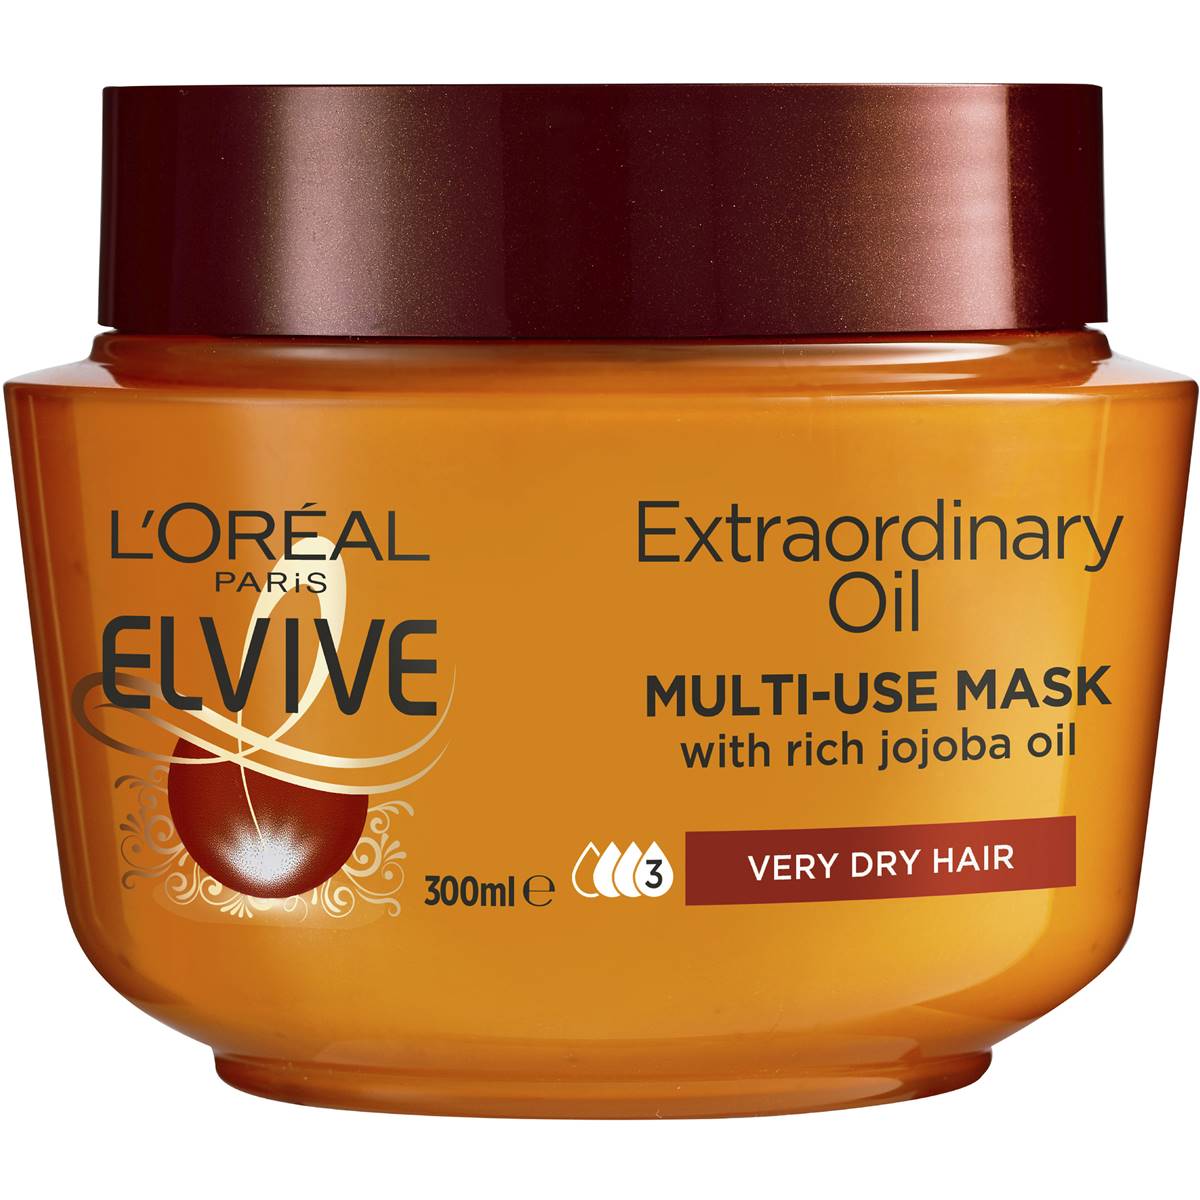 L'ORÉAL
PARiS
ELVIVE
300ml ℮
Extraordinary
Oil
MULTI-USE MASK
with rich jojoba oil
3
VERY DRY HAIR